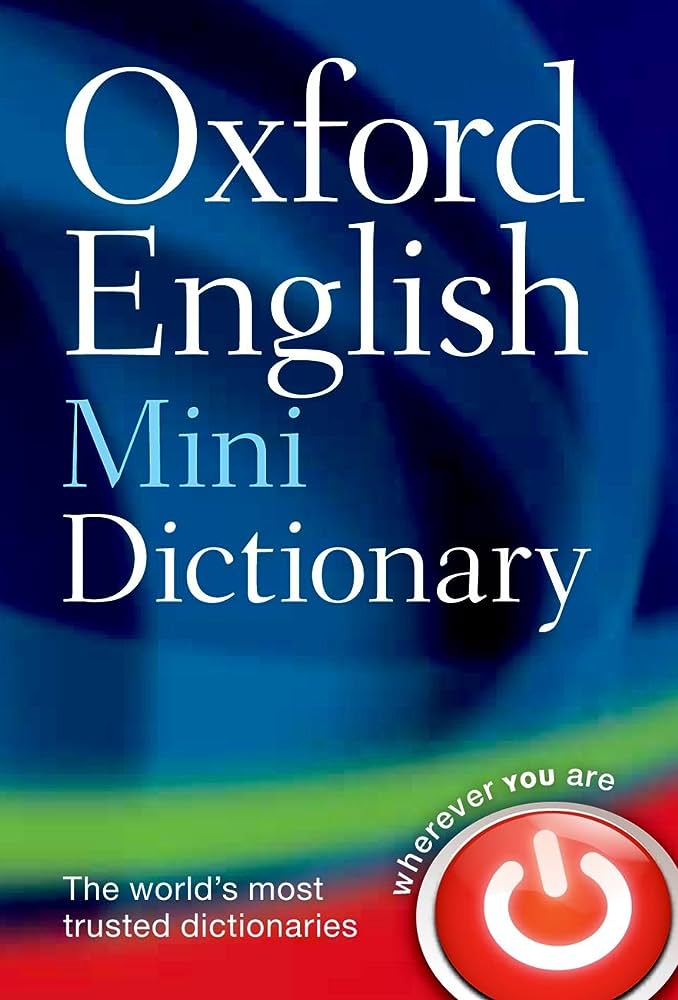 Oxford
English
Mini
Dictionary
wherever YOU are
The world's most
trusted dictionaries